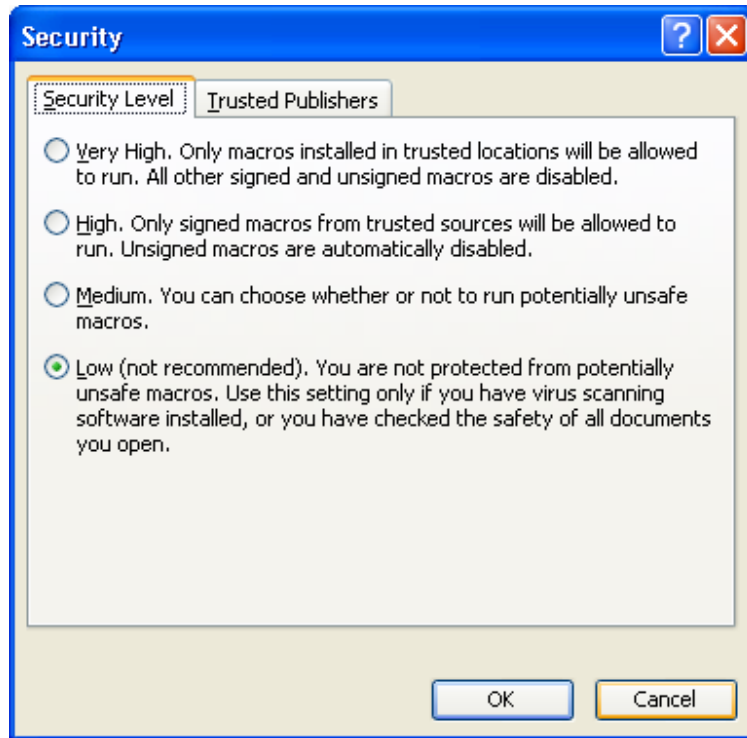 Security
Security Level
Trusted Publishers
Very High. Only macros installed in trusted locations will be allowed
to run. All other signed and unsigned macros are disabled.
High. Only signed macros from trusted sources will be allowed to
run. Unsigned macros are automatically disabled.
Medium. You can choose whether or not to run potentially unsafe
macros.
Low (not recommended). You are not protected from potentially
unsafe macros. Use this setting only if you have virus scanning
software installed, or you have checked the safety of all documents
you open.
OK
Cancel